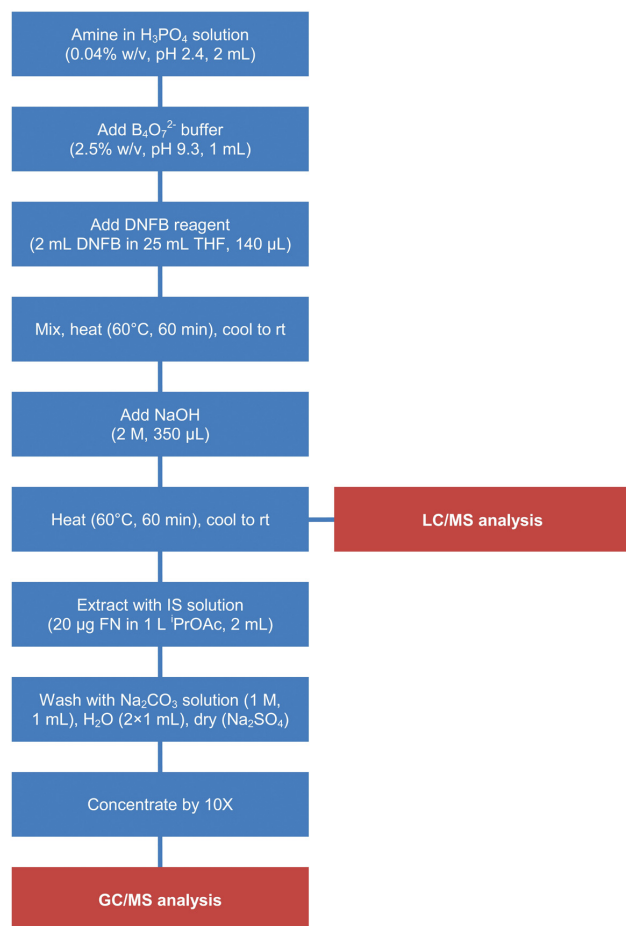 Amine in H₃PO₄ solution
(0.04% w/v, pH 2.4, 2 mL)
Add B₄O₇²⁻ buffer
(2.5% w/v, pH 9.3, 1 mL)
Add DNFB reagent
(2 mL DNFB in 25 mL THF, 140 µL)
Mix, heat (60°C, 60 min), cool to rt
Add NaOH
(2 M, 350 µL)
Heat (60°C, 60 min), cool to rt
LC/MS analysis
Extract with IS solution
(20 µg FN in 1 L ⁱPrOAc, 2 mL)
Wash with Na₂CO₃ solution (1 M,
1 mL), H₂O (2×1 mL), dry (Na₂SO₄)
Concentrate by 10X
GC/MS analysis